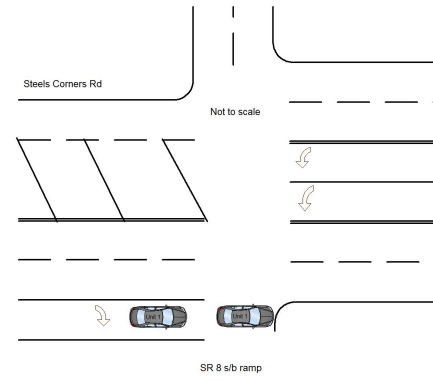 Steels Corners Rd
Not to scale
Unit 1
Unit 1
SR 8 s/b ramp